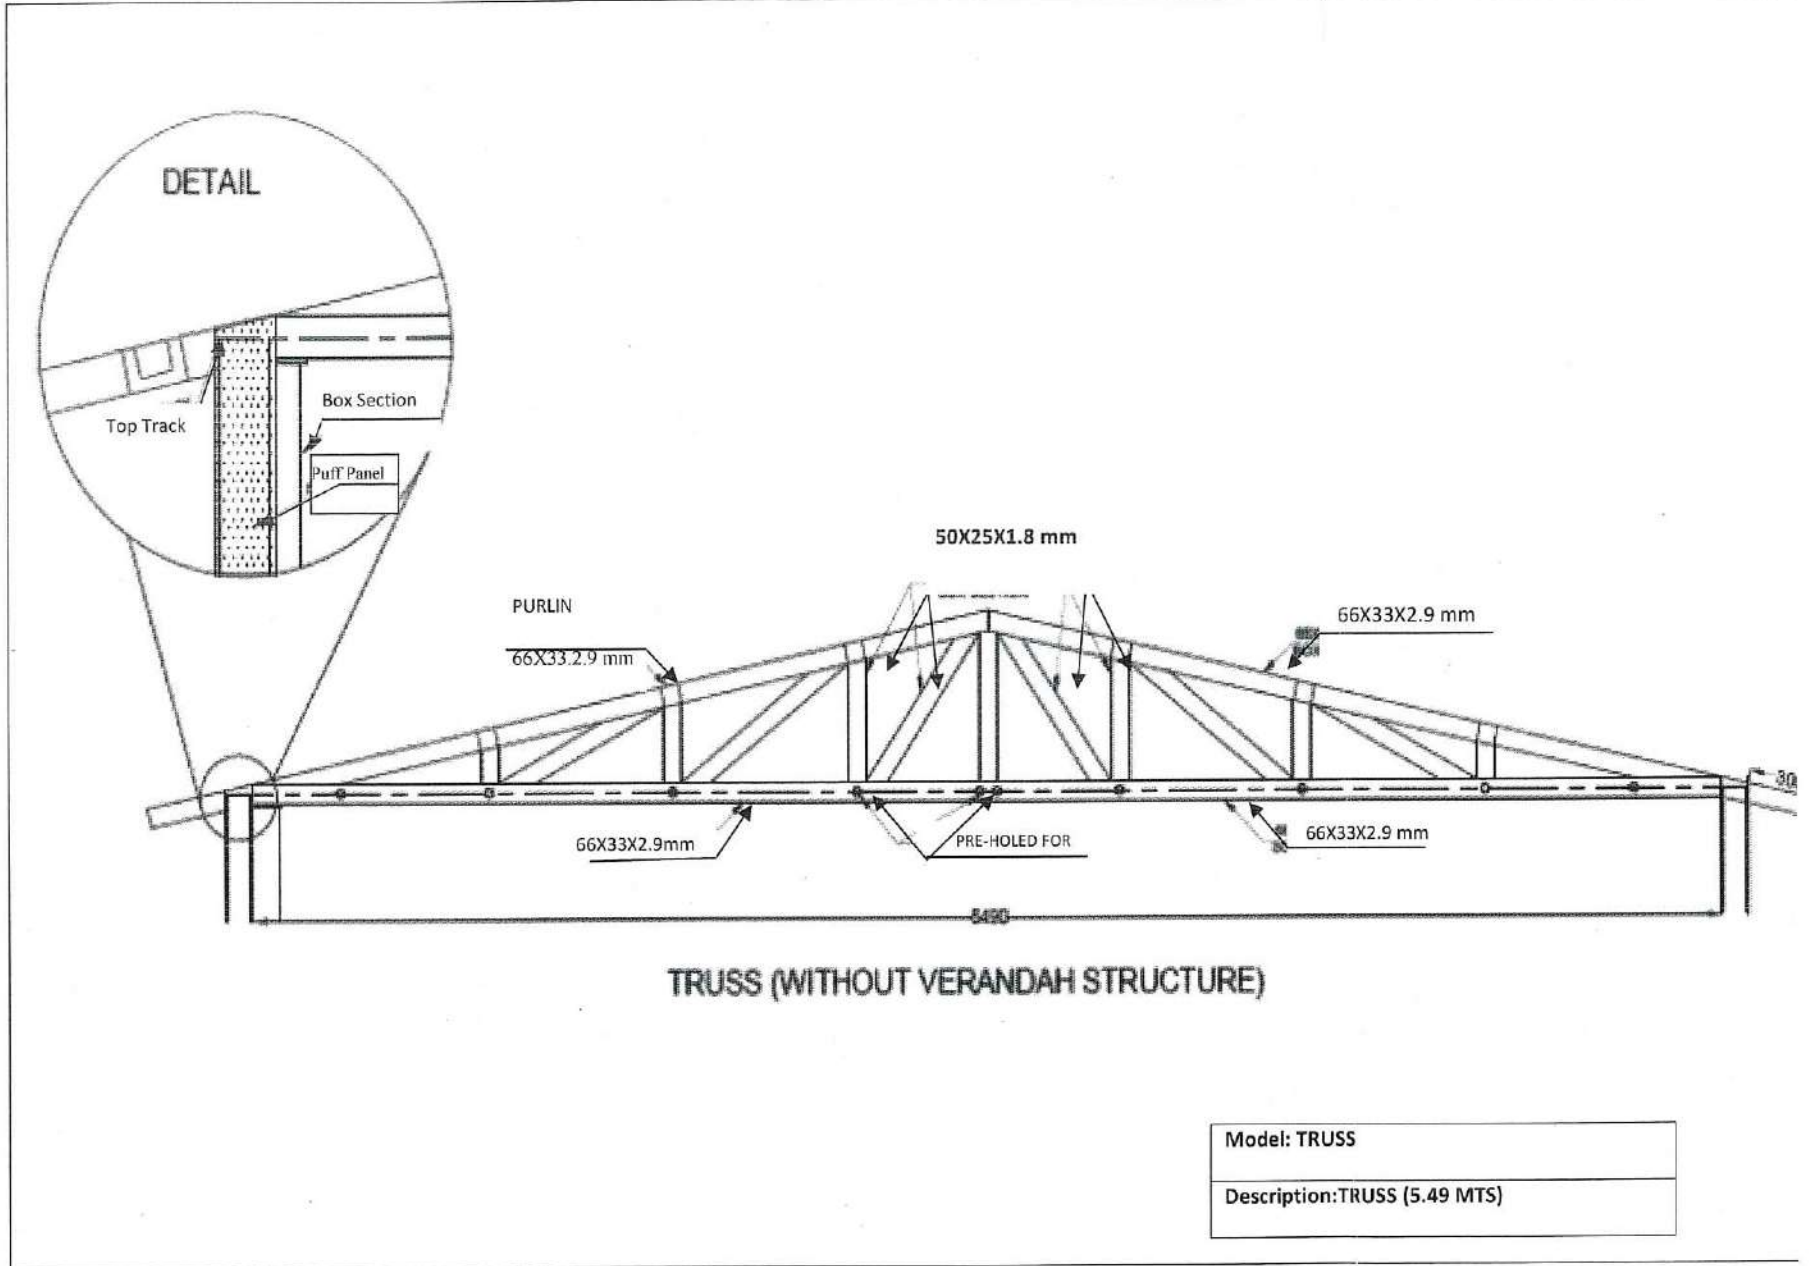 DETAIL
Top Track
Box Section
Puff Panel
50X25X1.8 mm
PURLIN
66X33.2.9 mm
66X33X2.9 mm
30
66X33X2.9mm
PRE-HOLED FOR
66X33X2.9 mm
5490
TRUSS (WITHOUT VERANDAH STRUCTURE)
Model: TRUSS
Description:TRUSS (5.49 MTS)